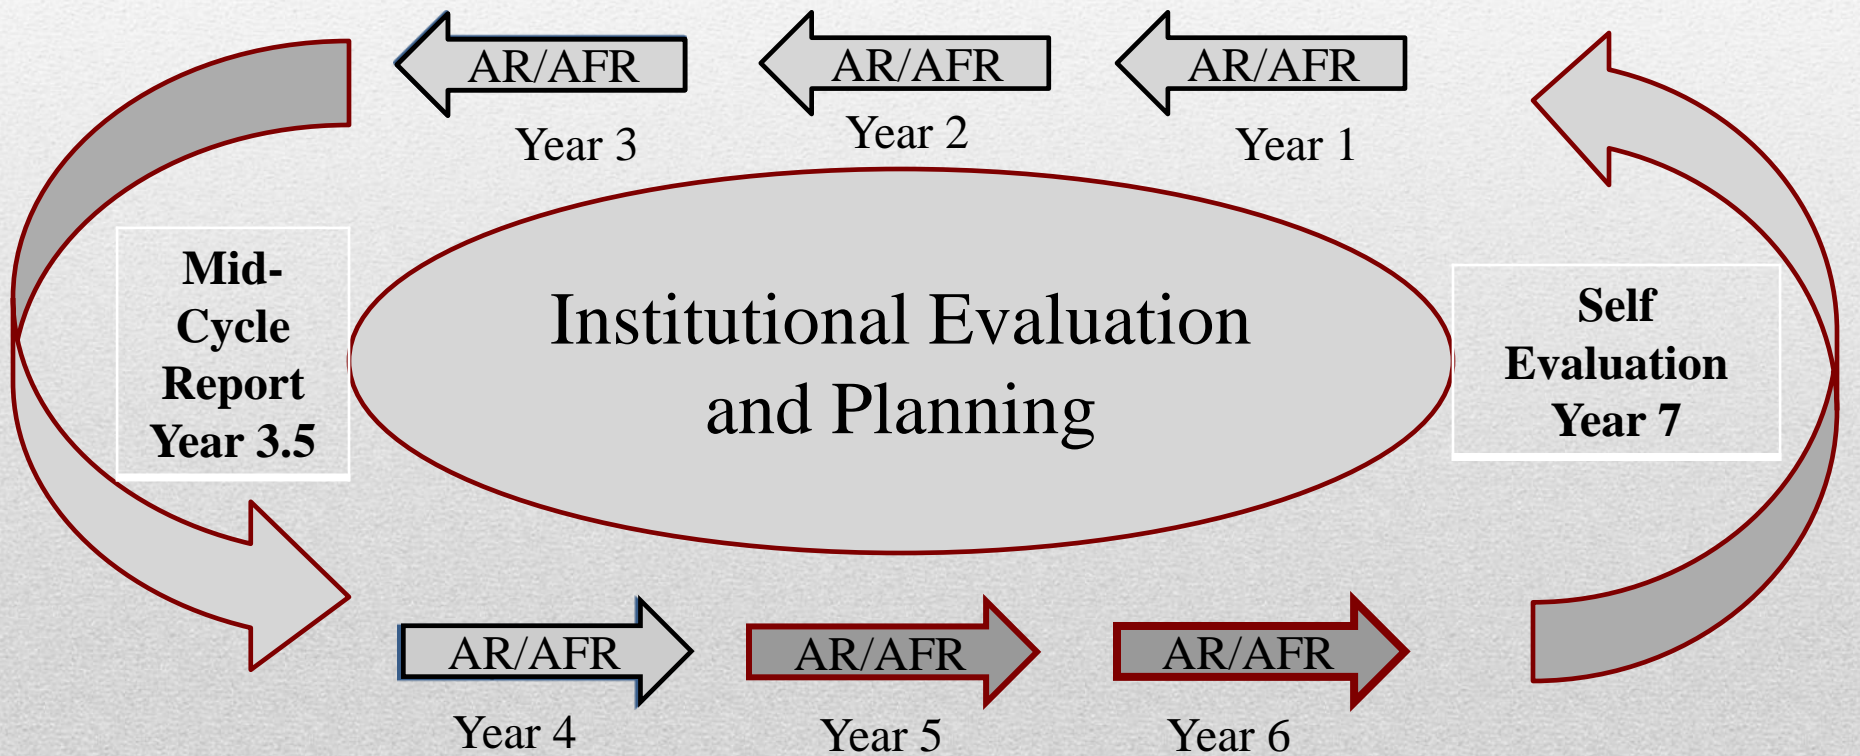 AR/AFR AR/AFR AR/AFR
Year 3 Year 2 Year 1
Mid-
Cycle
Report
Year 3.5
Institutional Evaluation
and Planning
Self
Evaluation
Year 7
AR/AFR AR/AFR AR/AFR
Year 4 Year 5 Year 6